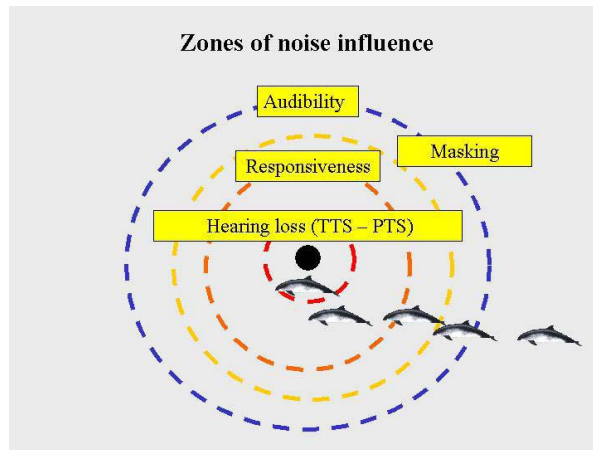 Zones of noise influence
Audibility
Masking
Responsiveness
Hearing loss (TTS – PTS)